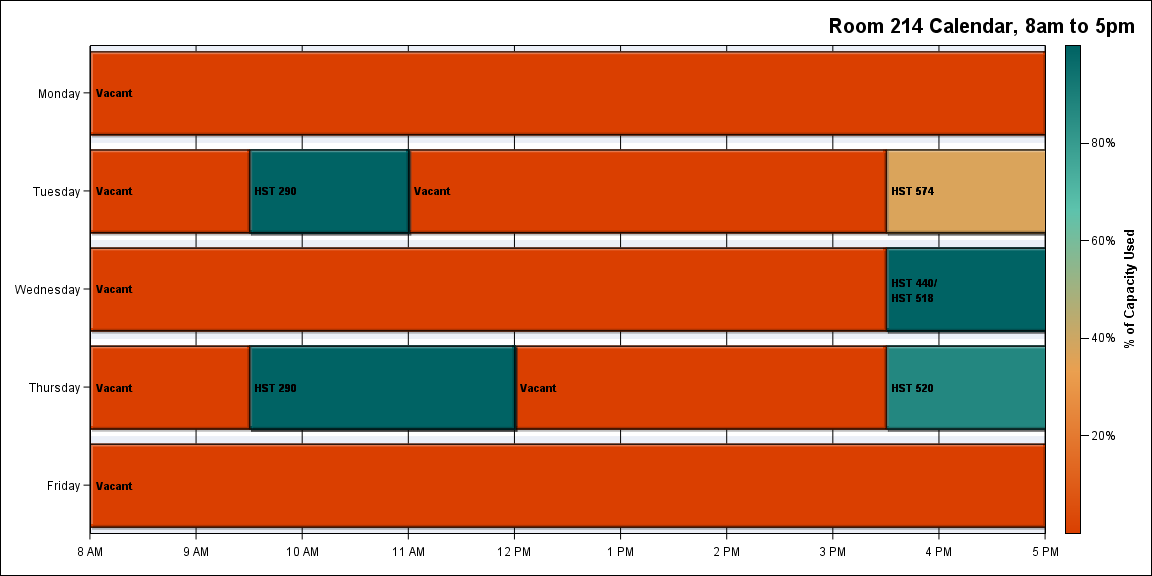 Room 214 Calendar, 8am to 5pm
Monday
Vacant
Tuesday
Vacant
HST 290
Vacant
HST 574
Wednesday
Vacant
HST 440/
HST 518
Thursday
Vacant
HST 290
Vacant
HST 520
Friday
Vacant
8 AM
9 AM
10 AM
11 AM
12 PM
1 PM
2 PM
3 PM
4 PM
5 PM
80%
60%
40%
20%
% of Capacity Used